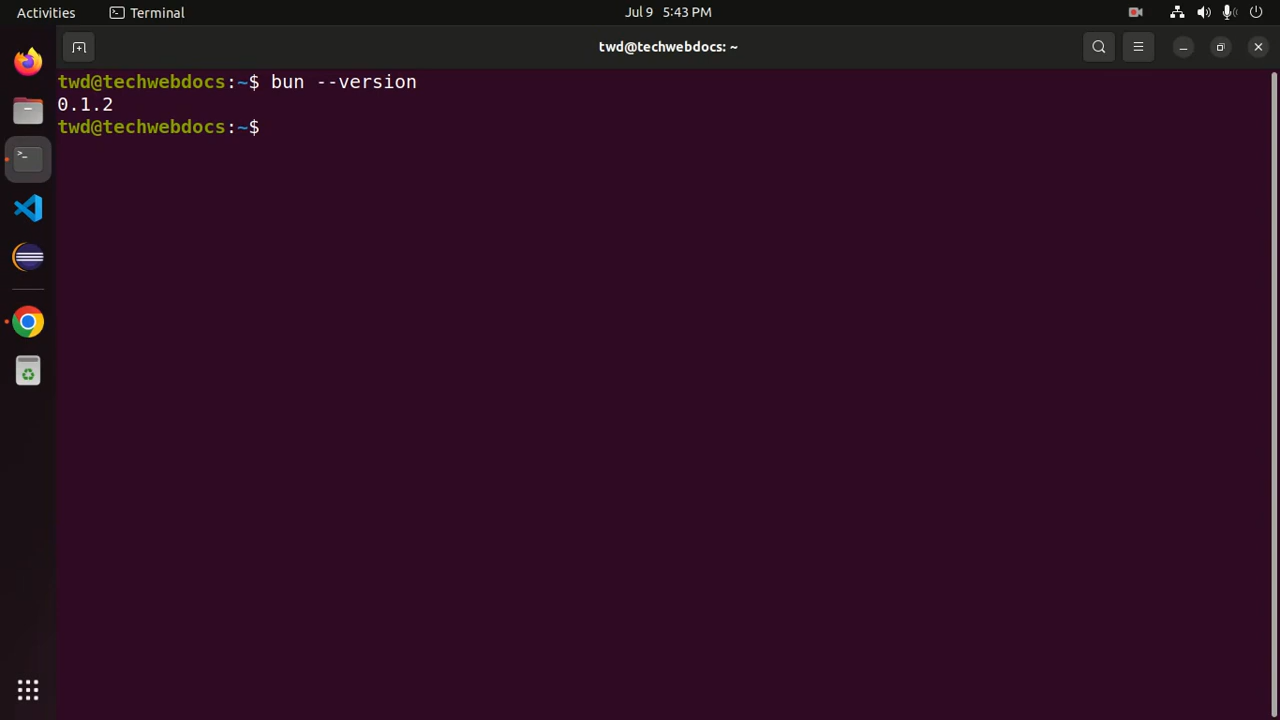 Activities Terminal Jul 9 5:43 PM
twd@techwebdocs: ~
twd@techwebdocs:~$ bun --version
0.1.2
twd@techwebdocs:~$